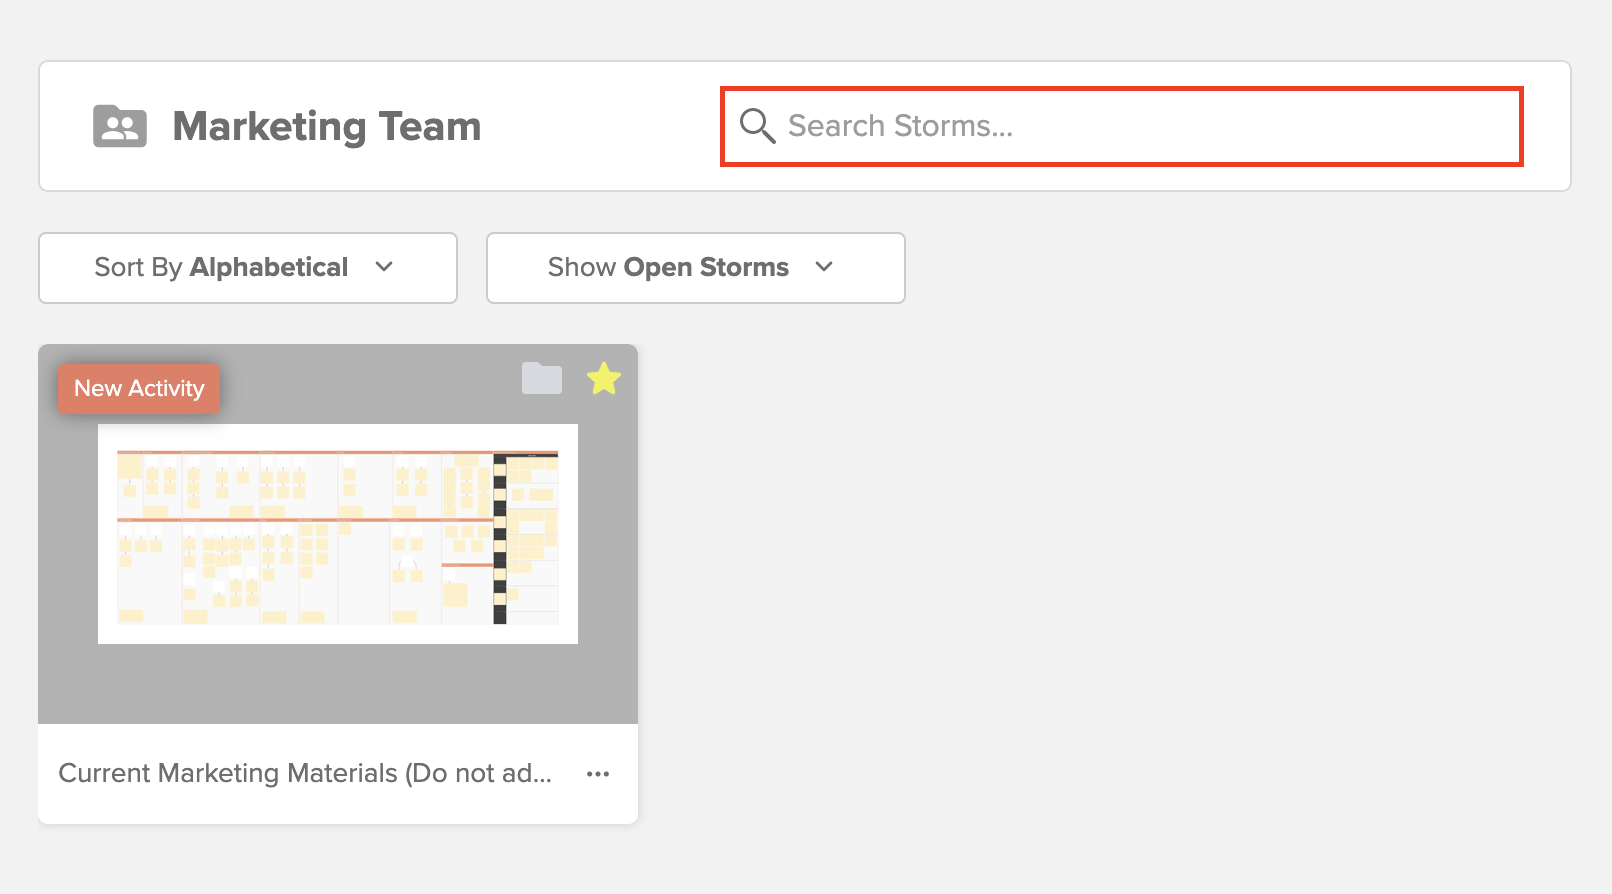 Marketing Team
Search Storms...
Sort By Alphabetical
Show Open Storms
New Activity
Current Marketing Materials (Do not ad...